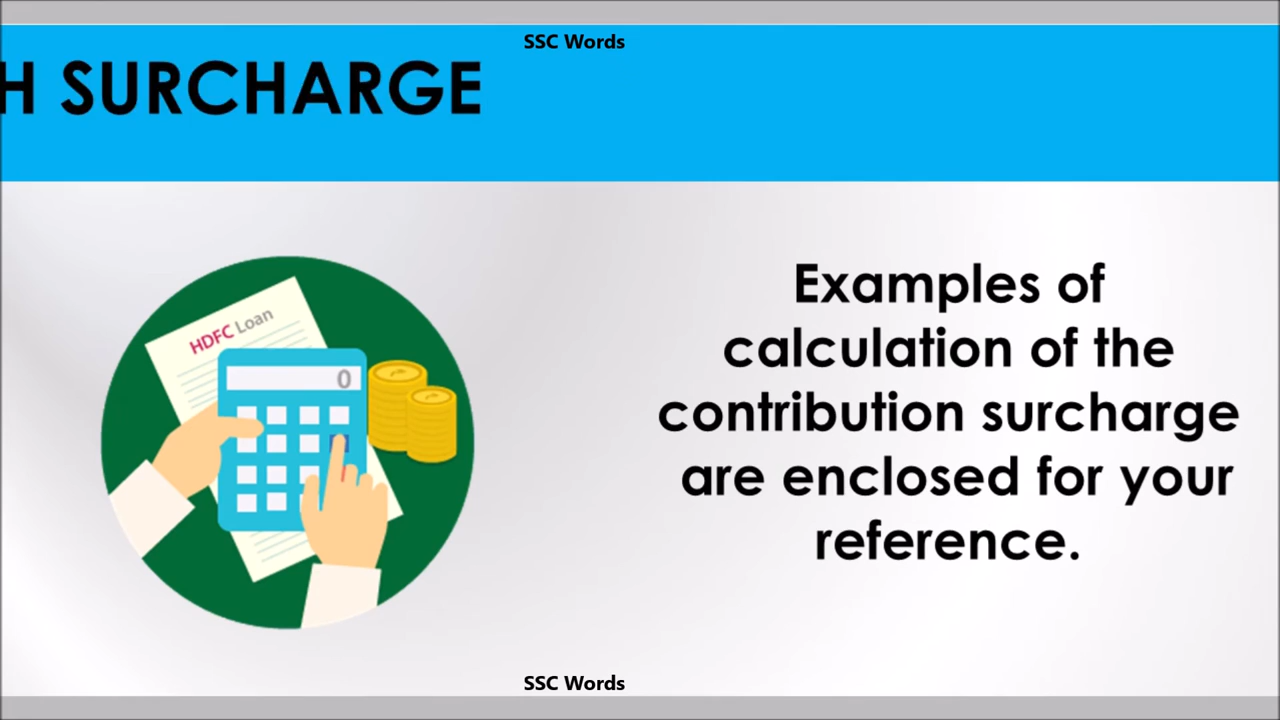 SSC Words
H SURCHARGE
HDFC Loan
0
Examples of
calculation of the
contribution surcharge
are enclosed for your
reference.
SSC Words